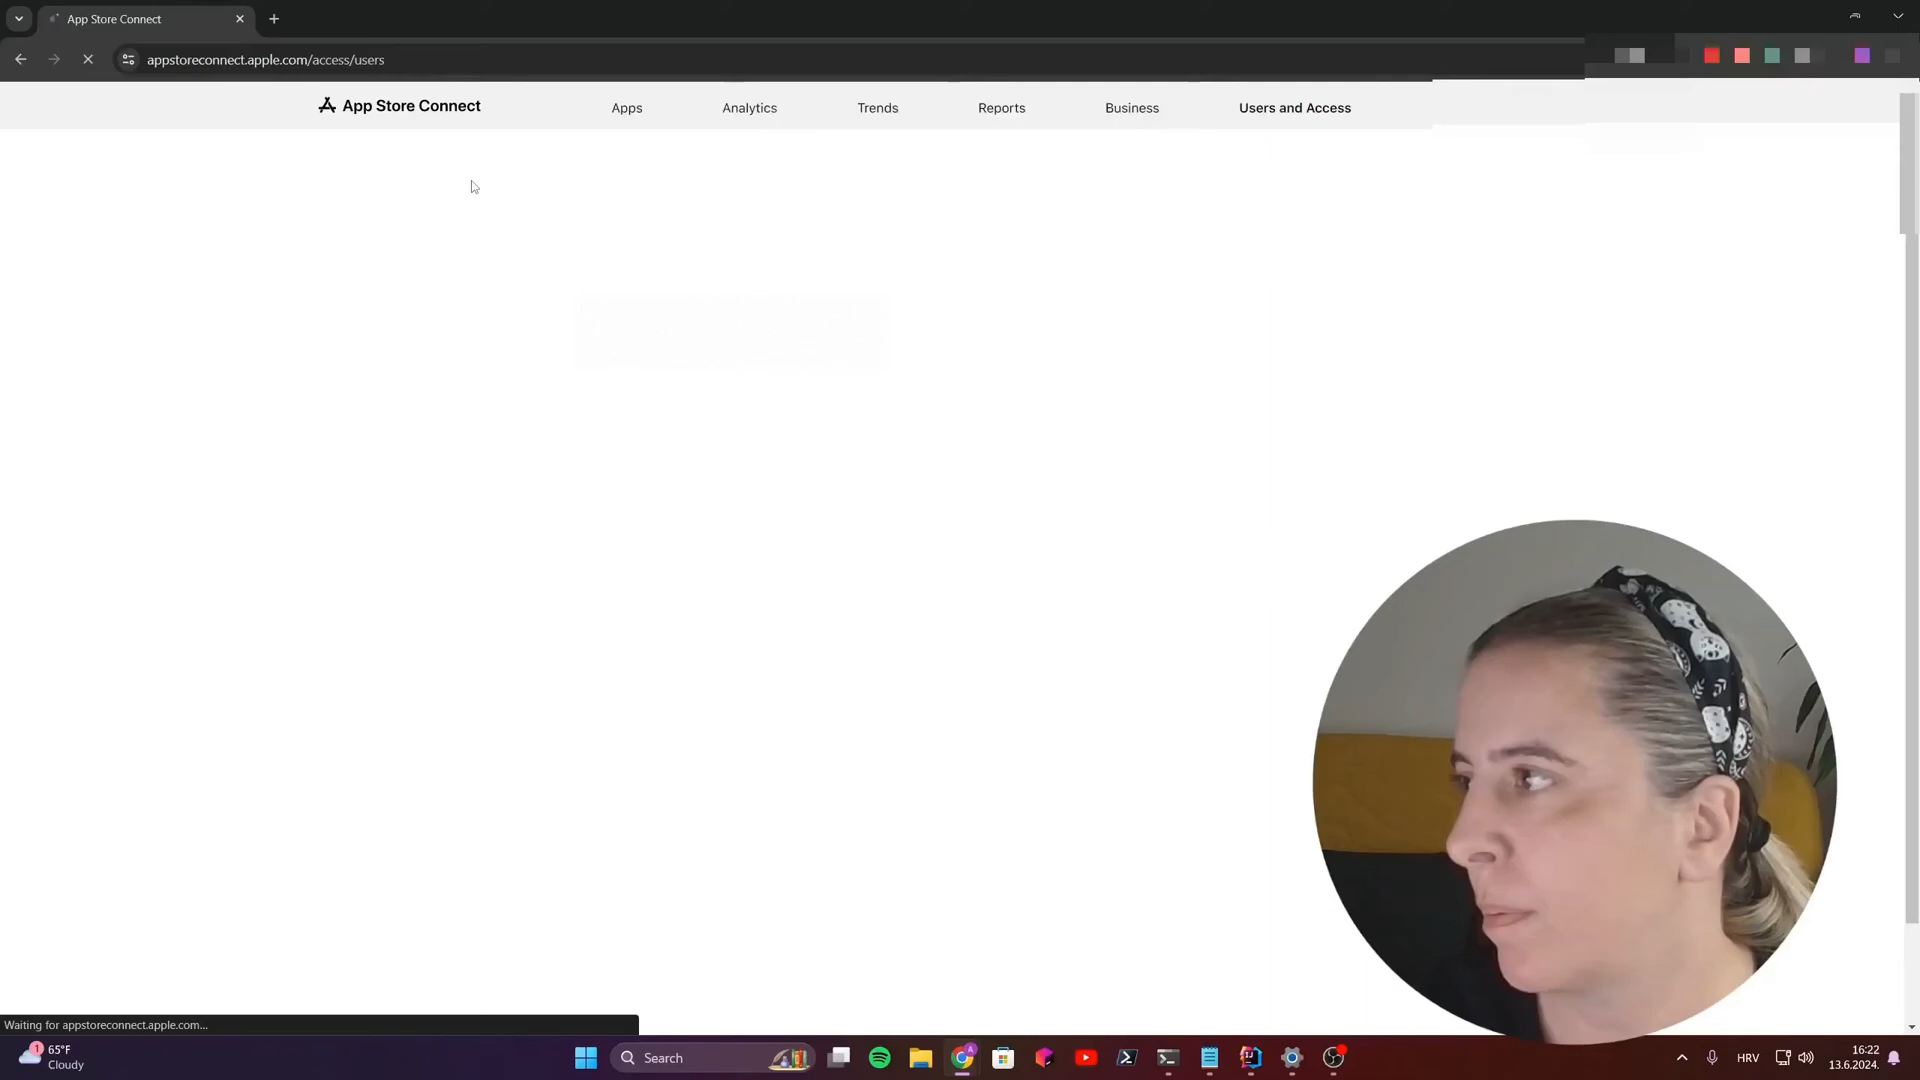 App Store Connect
appstoreconnect.apple.com/access/users
App Store Connect
Apps
Analytics
Trends
Reports
Business
Users and Access
Waiting for appstoreconnect.apple.com...
1
65°F
Cloudy
Search
A
HRV
16:22
13.6.2024.